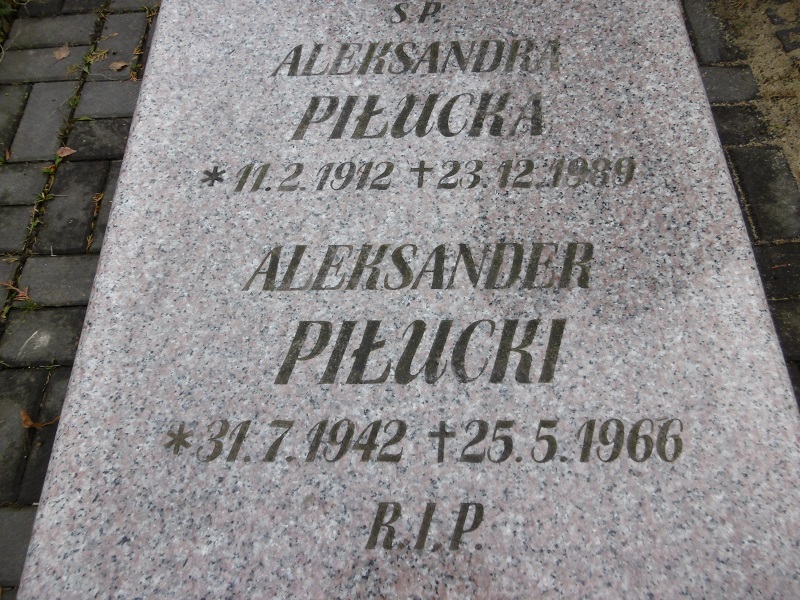 Ś.P.
ALEKSANDRA
PIŁUCKA
* 11.2.1912 † 23.12.1989
ALEKSANDER
PIŁUCKI
* 31.7.1942 † 25.5.1966
R.I.P.